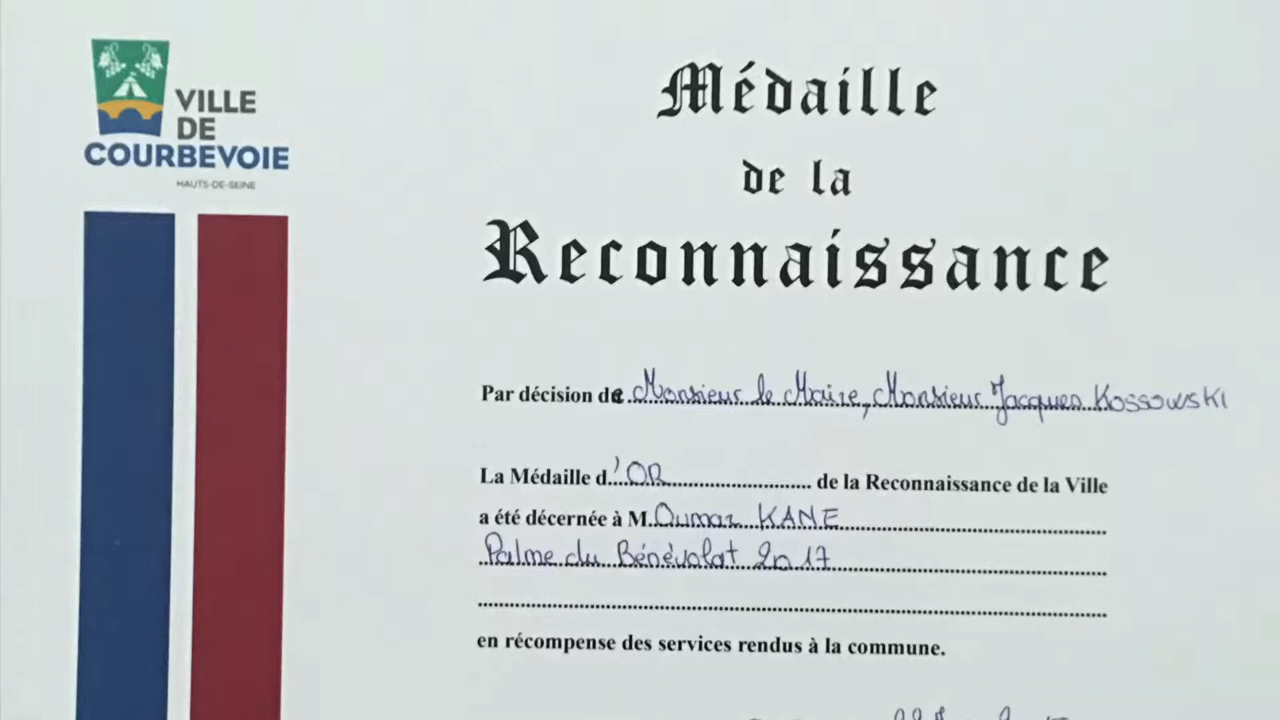 VILLE
DE
COURBEVOIE
HAUTS-DE-SEINE
Médaille
de la
Reconnaissance
Par décision de Monsieur le Maire, Monsieur Jacques KOSSOWSKI
La Médaille d'OR de la Reconnaissance de la Ville
a été décernée à M. Oumar KANE
Palme du Bénévolat 2017
en récompense des services rendus à la commune.